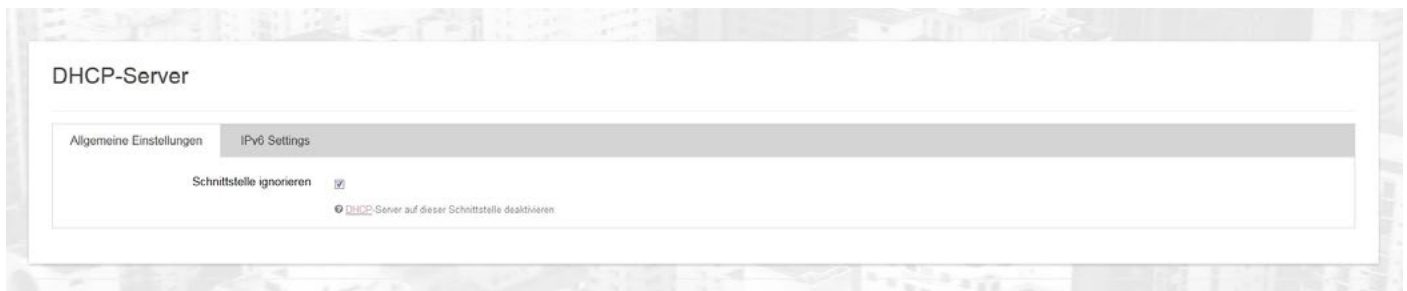 DHCP-Server
Allgemeine Einstellungen IPv6 Settings
Schnittstelle ignorieren
DHCP-Server auf dieser Schnittstelle deaktivieren